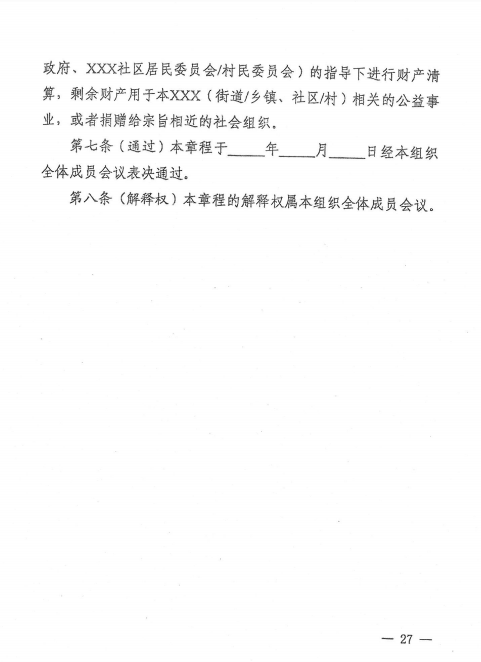 政府、XXX社区居民委员会/村民委员会）的指导下进行财产清
算，剩余财产用于本XXX（街道/乡镇、社区/村）相关的公益事
业，或者捐赠给宗旨相近的社会组织。
第七条（通过）本章程于_____年_____月_____日经本组织
全体成员会议表决通过。
第八条（解释权）本章程的解释权属本组织全体成员会议。
— 27 —